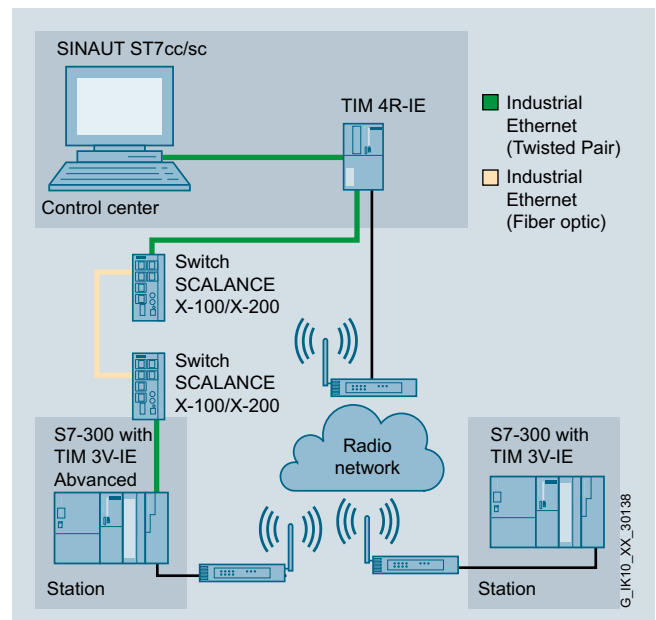 SINAUT ST7cc/sc
TIM 4R-IE
Control center
Industrial
Ethernet
(Twisted Pair)
Industrial
Ethernet
(Fiber optic)
Switch
SCALANCE
X-100/X-200
Switch
SCALANCE
X-100/X-200
Radio
network
S7-300 with
TIM 3V-IE
Abvanced
Station
S7-300 with
TIM 3V-IE
Station
G_IK10_XX_30138